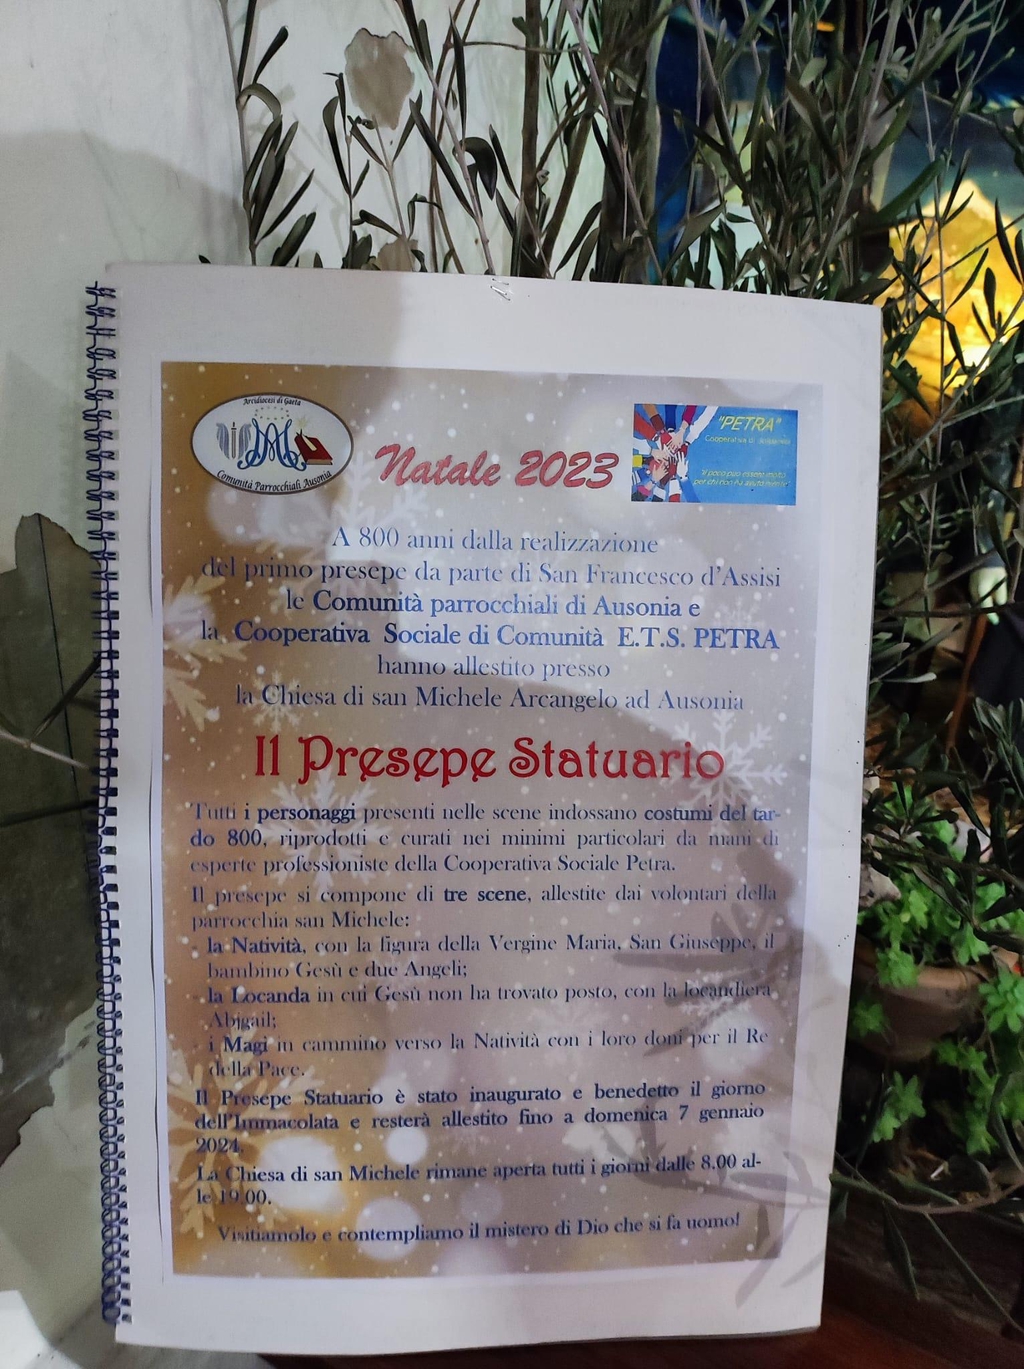 Arcidiocesi di Gaeta
Comunità Parrocchiali Ausonia
Natale 2023
"PETRA"
Cooperativa di
A 800 anni dalla realizzazione
del primo presepe da parte di San Francesco d'Assisi
le Comunità parrocchiali di Ausonia e
la Cooperativa Sociale di Comunità E.T.S. PETRA
hanno allestito presso
la Chiesa di san Michele Arcangelo ad Ausonia
Il Presepe Statuario
Tutti i personaggi presenti nelle scene indossano costumi del tar-
do 800, riprodotti e curati nei minimi particolari da mani di
esperte professioniste della Cooperativa Sociale Petra.
Il presepe si compone di tre scene, allestite dai volontari della
parrocchia san Michele:
- la Natività, con la figura della Vergine Maria, San Giuseppe, il
bambino Gesù e due Angeli;
- la Locanda in cui Gesù non ha trovato posto, con la locandiera
Abigail;
- i Magi in cammino verso la Natività con i loro doni per il Re
della Pace.
Il Presepe Statuario è stato inaugurato e benedetto il giorno
dell'Immacolata e resterà allestito fino a domenica 7 gennaio
2024.
La Chiesa di san Michele rimane aperta tutti i giorni dalle 8.00 al-
le 19.00.
Visitiamolo e contempliamo il mistero di Dio che si fa uomo!